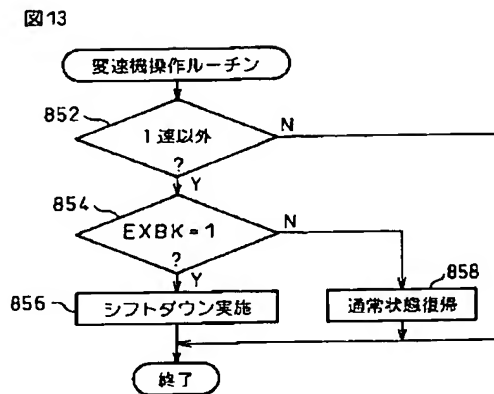 図13
変速機操作ルーチン
852
1速以外
?
N
Y
854
EXBK=1
?
N
Y
856
シフトダウン実施
858
通常状態復帰
終了